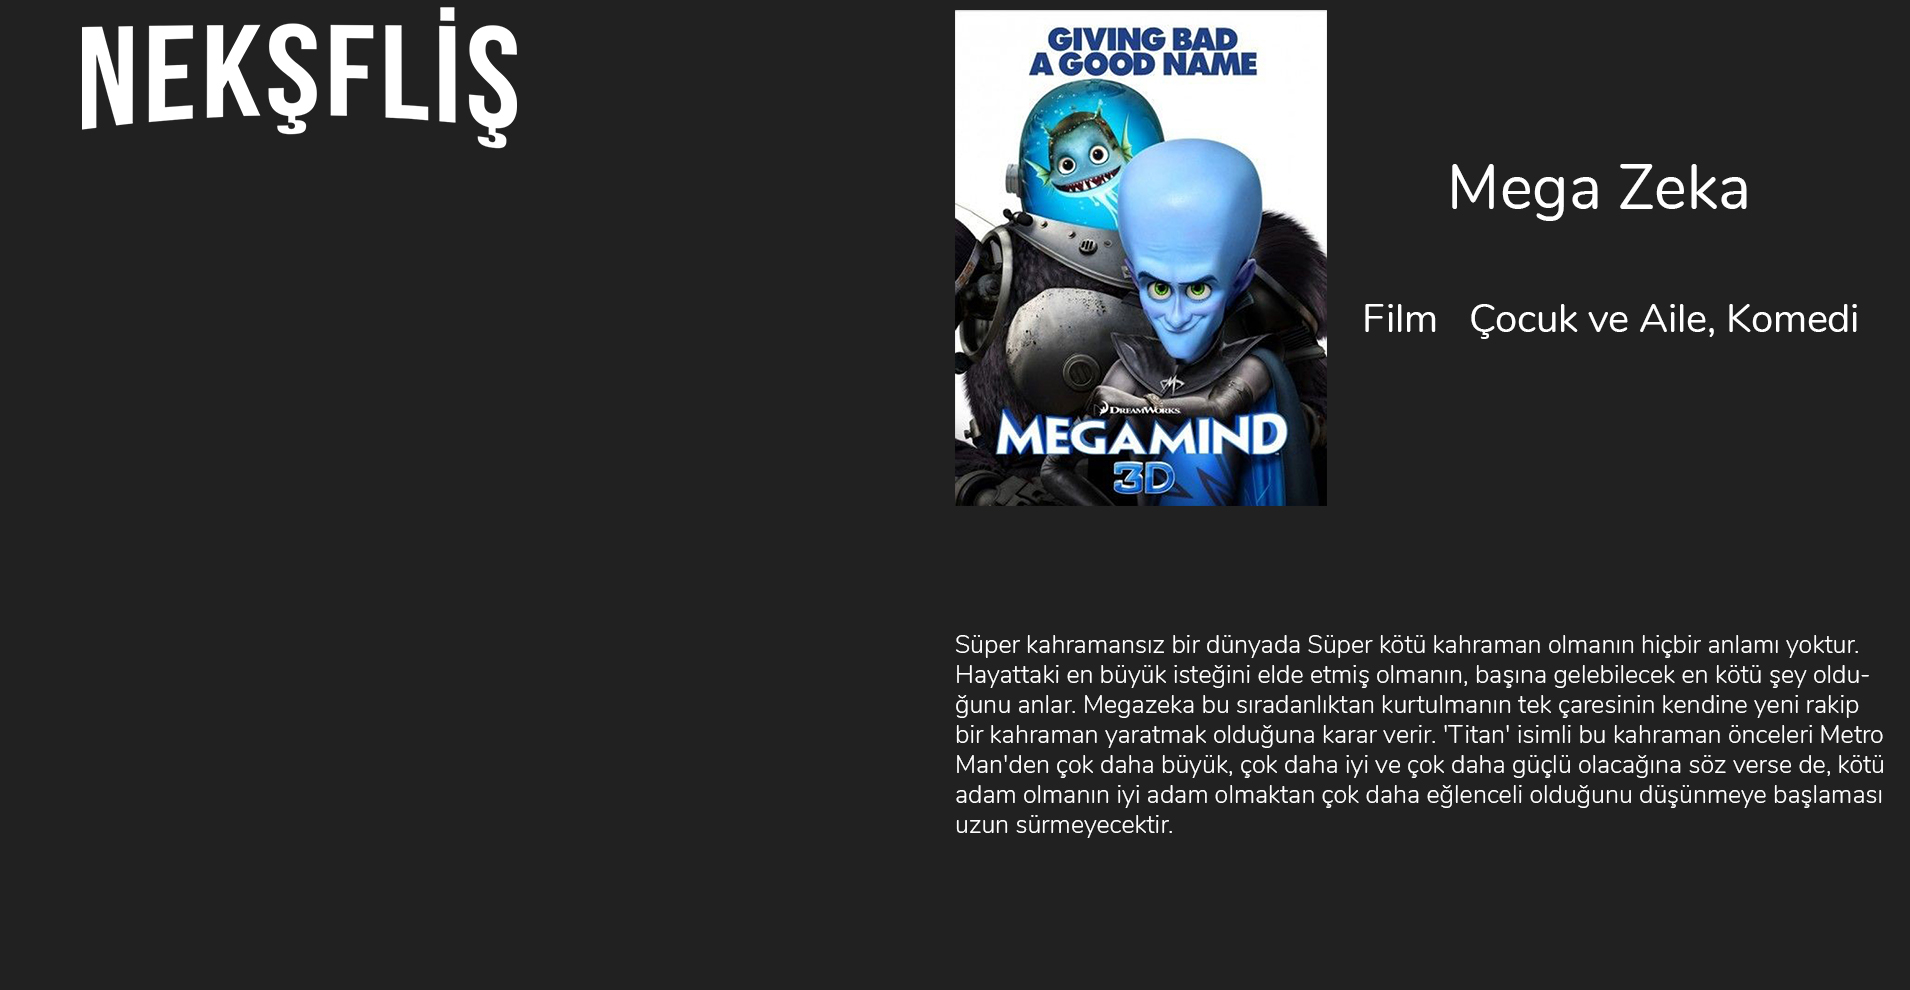 NEKŞFLİŞ
GIVING BAD
A GOOD NAME
DREAMWORKS
MEGAMIND
3D
Mega Zeka
Film Çocuk ve Aile, Komedi
Süper kahramansız bir dünyada Süper kötü kahraman olmanın hiçbir anlamı yoktur.
Hayattaki en büyük isteğini elde etmiş olmanın, başına gelebilecek en kötü şey oldu-
ğunu anlar. Megazeka bu sıradanlıktan kurtulmanın tek çaresinin kendine yeni rakip
bir kahraman yaratmak olduğuna karar verir. 'Titan' isimli bu kahraman önceleri Metro
Man'den çok daha büyük, çok daha iyi ve çok daha güçlü olacağına söz verse de, kötü
adam olmanın iyi adam olmaktan çok daha eğlenceli olduğunu düşünmeye başlaması
uzun sürmeyecektir.